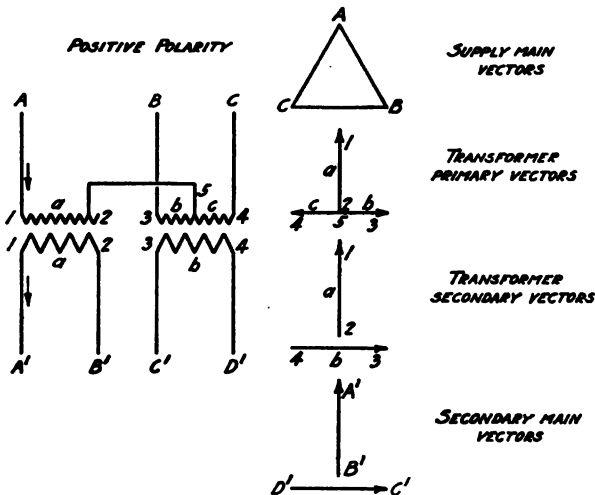 POSITIVE POLARITY
A
SUPPLY MAIN
VECTORS
C
B
A
B
C
1
a
TRANSFORMER
PRIMARY VECTORS
5
c
2
b
4
5
3
1
a
2
3
b
c
4
1
2
3
4
a
b
1
a
2
TRANSFORMER
SECONDARY VECTORS
4
b
3
A'
B'
C'
D'
A'
SECONDARY MAIN
VECTORS
B'
D'
C'